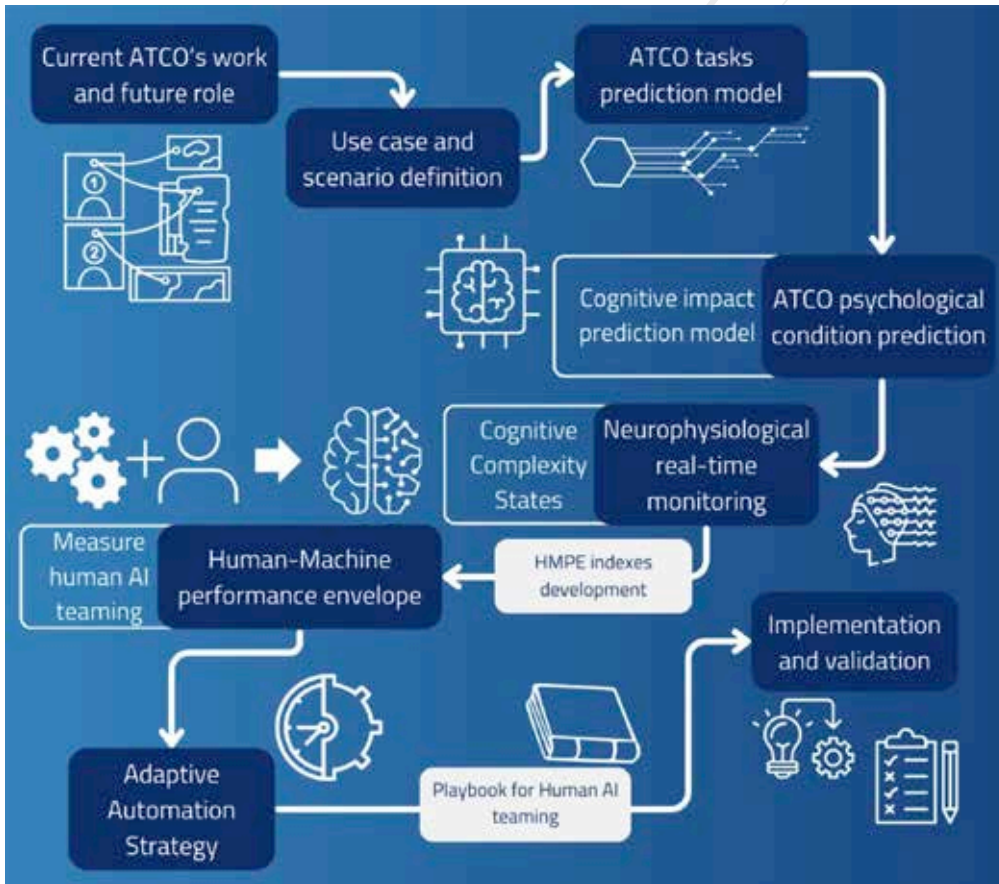 Current ATCO's work
and future role
Use case and
scenario definition
ATCO tasks
prediction model
1
2
Cognitive impact
prediction model
ATCO psychological
condition prediction
Cognitive
Complexity
States
Neurophysiological
real-time
monitoring
HMPE indexes
development
Measure
human AI
teaming
Human-Machine
performance envelope
Adaptive
Automation
Strategy
Playbook for Human AI
teaming
Implementation
and validation